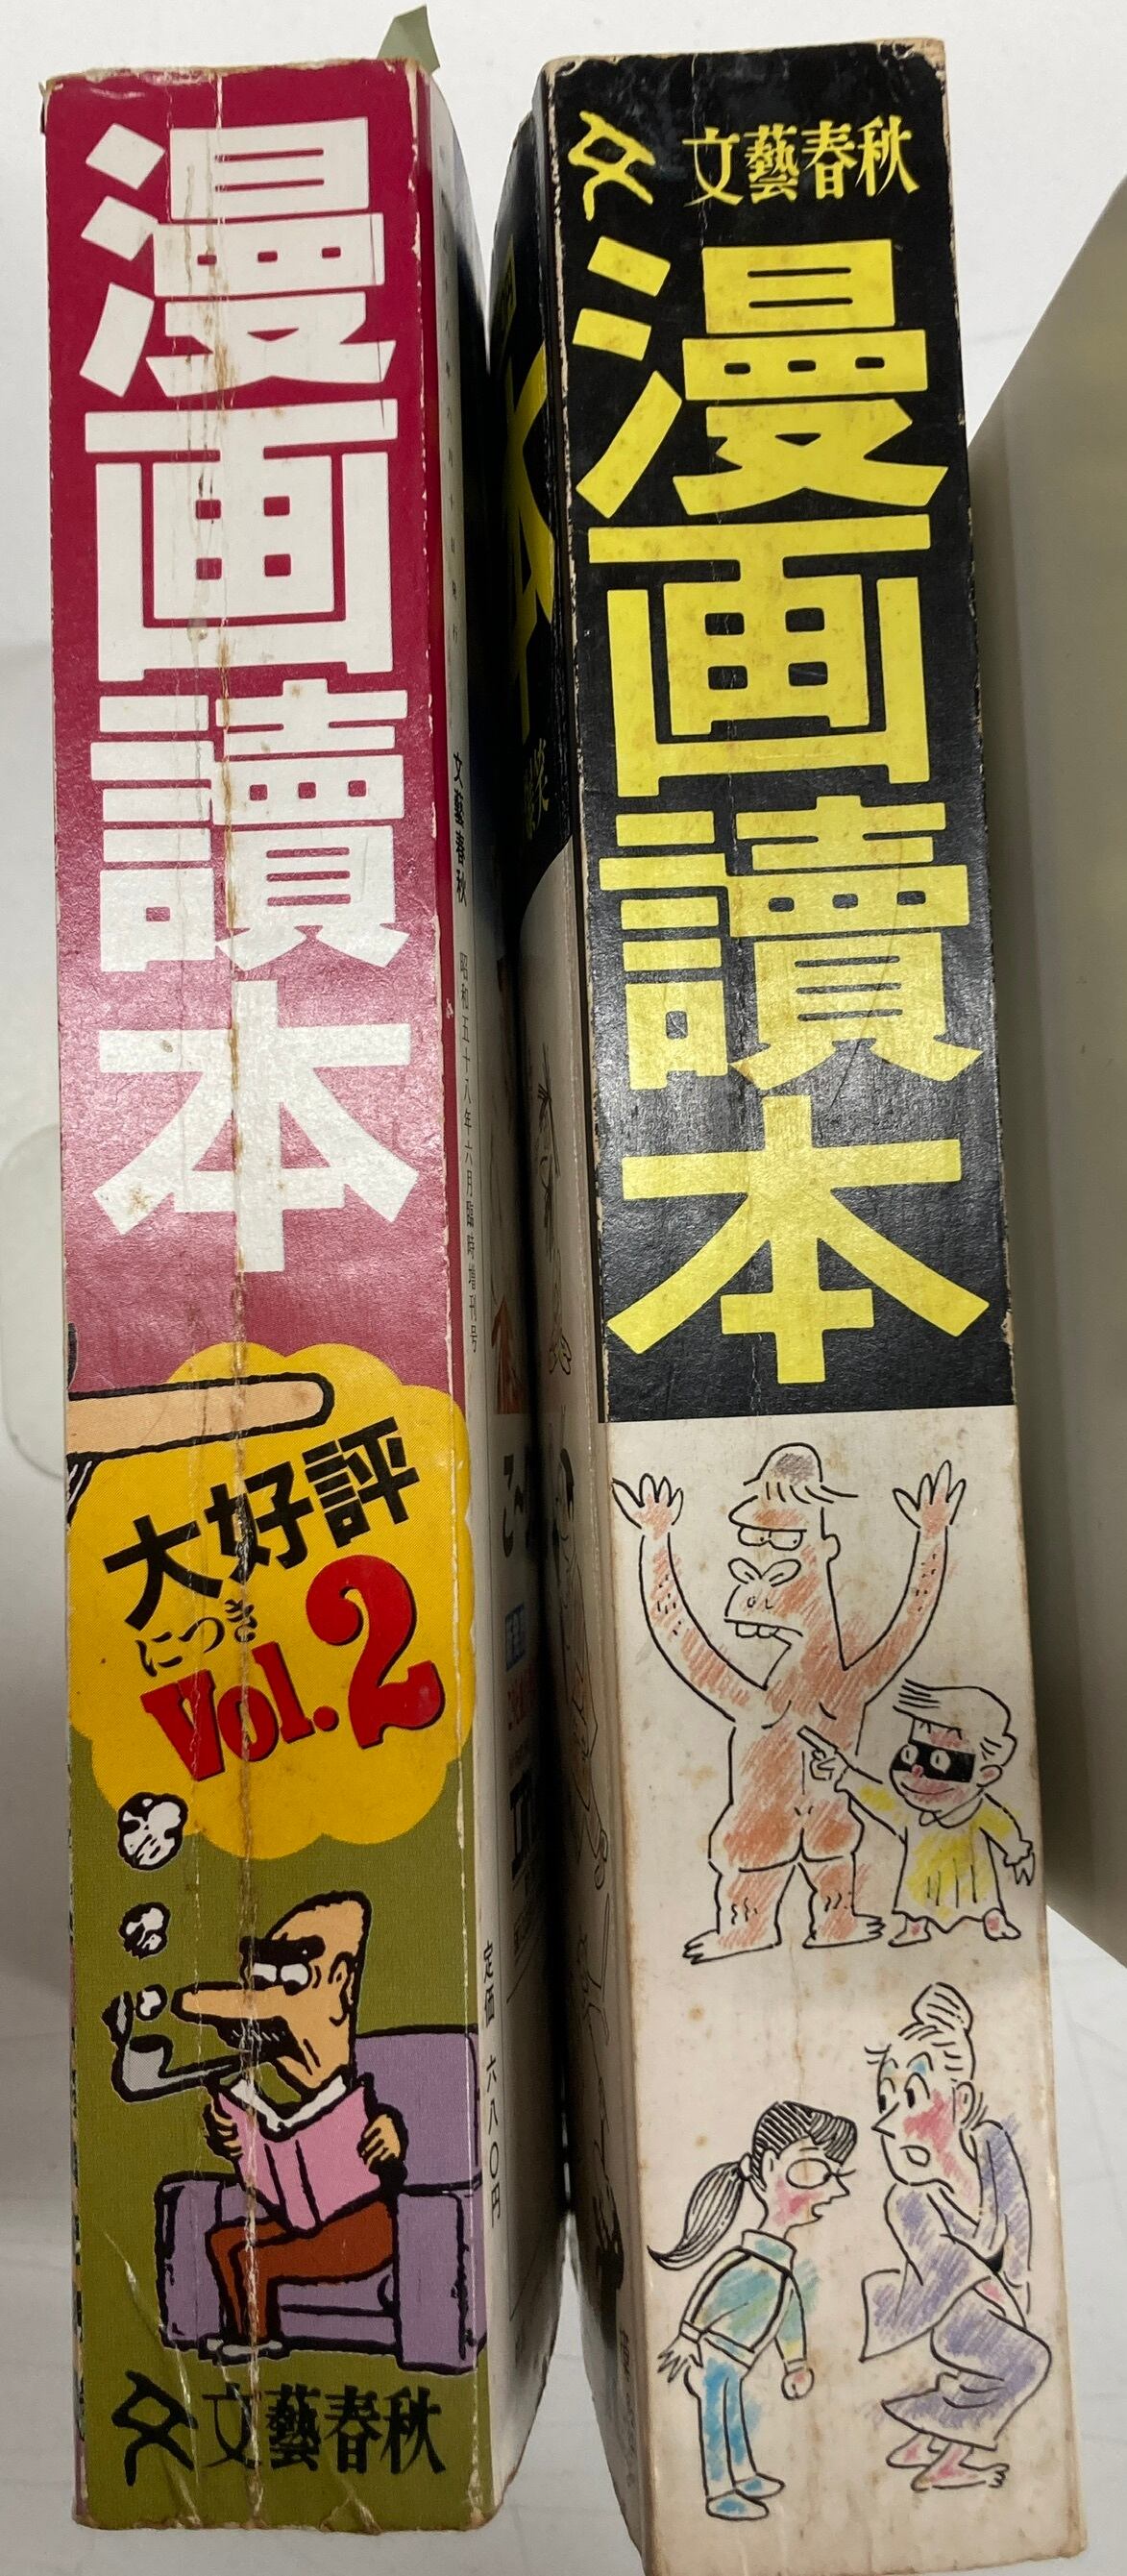 漫画讀本
大好評
につき
Vol.2
文藝春秋
文藝春秋
昭和五十八年六月臨時増刊号
定価 六八〇円
文藝春秋
漫画讀本